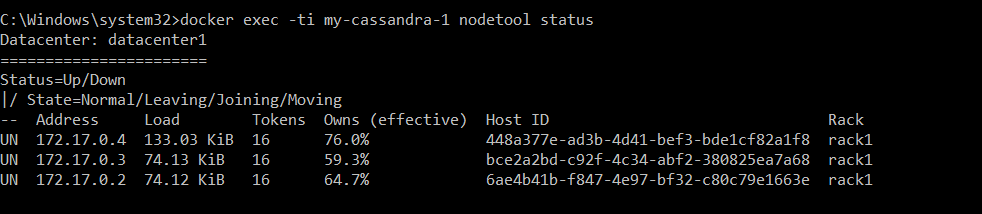 C:\Windows\system32>docker exec -ti my-cassandra-1 nodetool status
Datacenter: datacenter1
=======================
Status=Up/Down
|/ State=Normal/Leaving/Joining/Moving
--  Address     Load        Tokens  Owns (effective)  Host ID                               Rack
UN  172.17.0.4  133.03 KiB  16      76.0%             448a377e-ad3b-4d41-bef3-bde1cf82a1f8  rack1
UN  172.17.0.3  74.13 KiB   16      59.3%             bce2a2bd-c92f-4c34-abf2-380825ea7a68  rack1
UN  172.17.0.2  74.12 KiB   16      64.7%             6ae4b41b-f847-4e97-bf32-c80c79e1663e  rack1